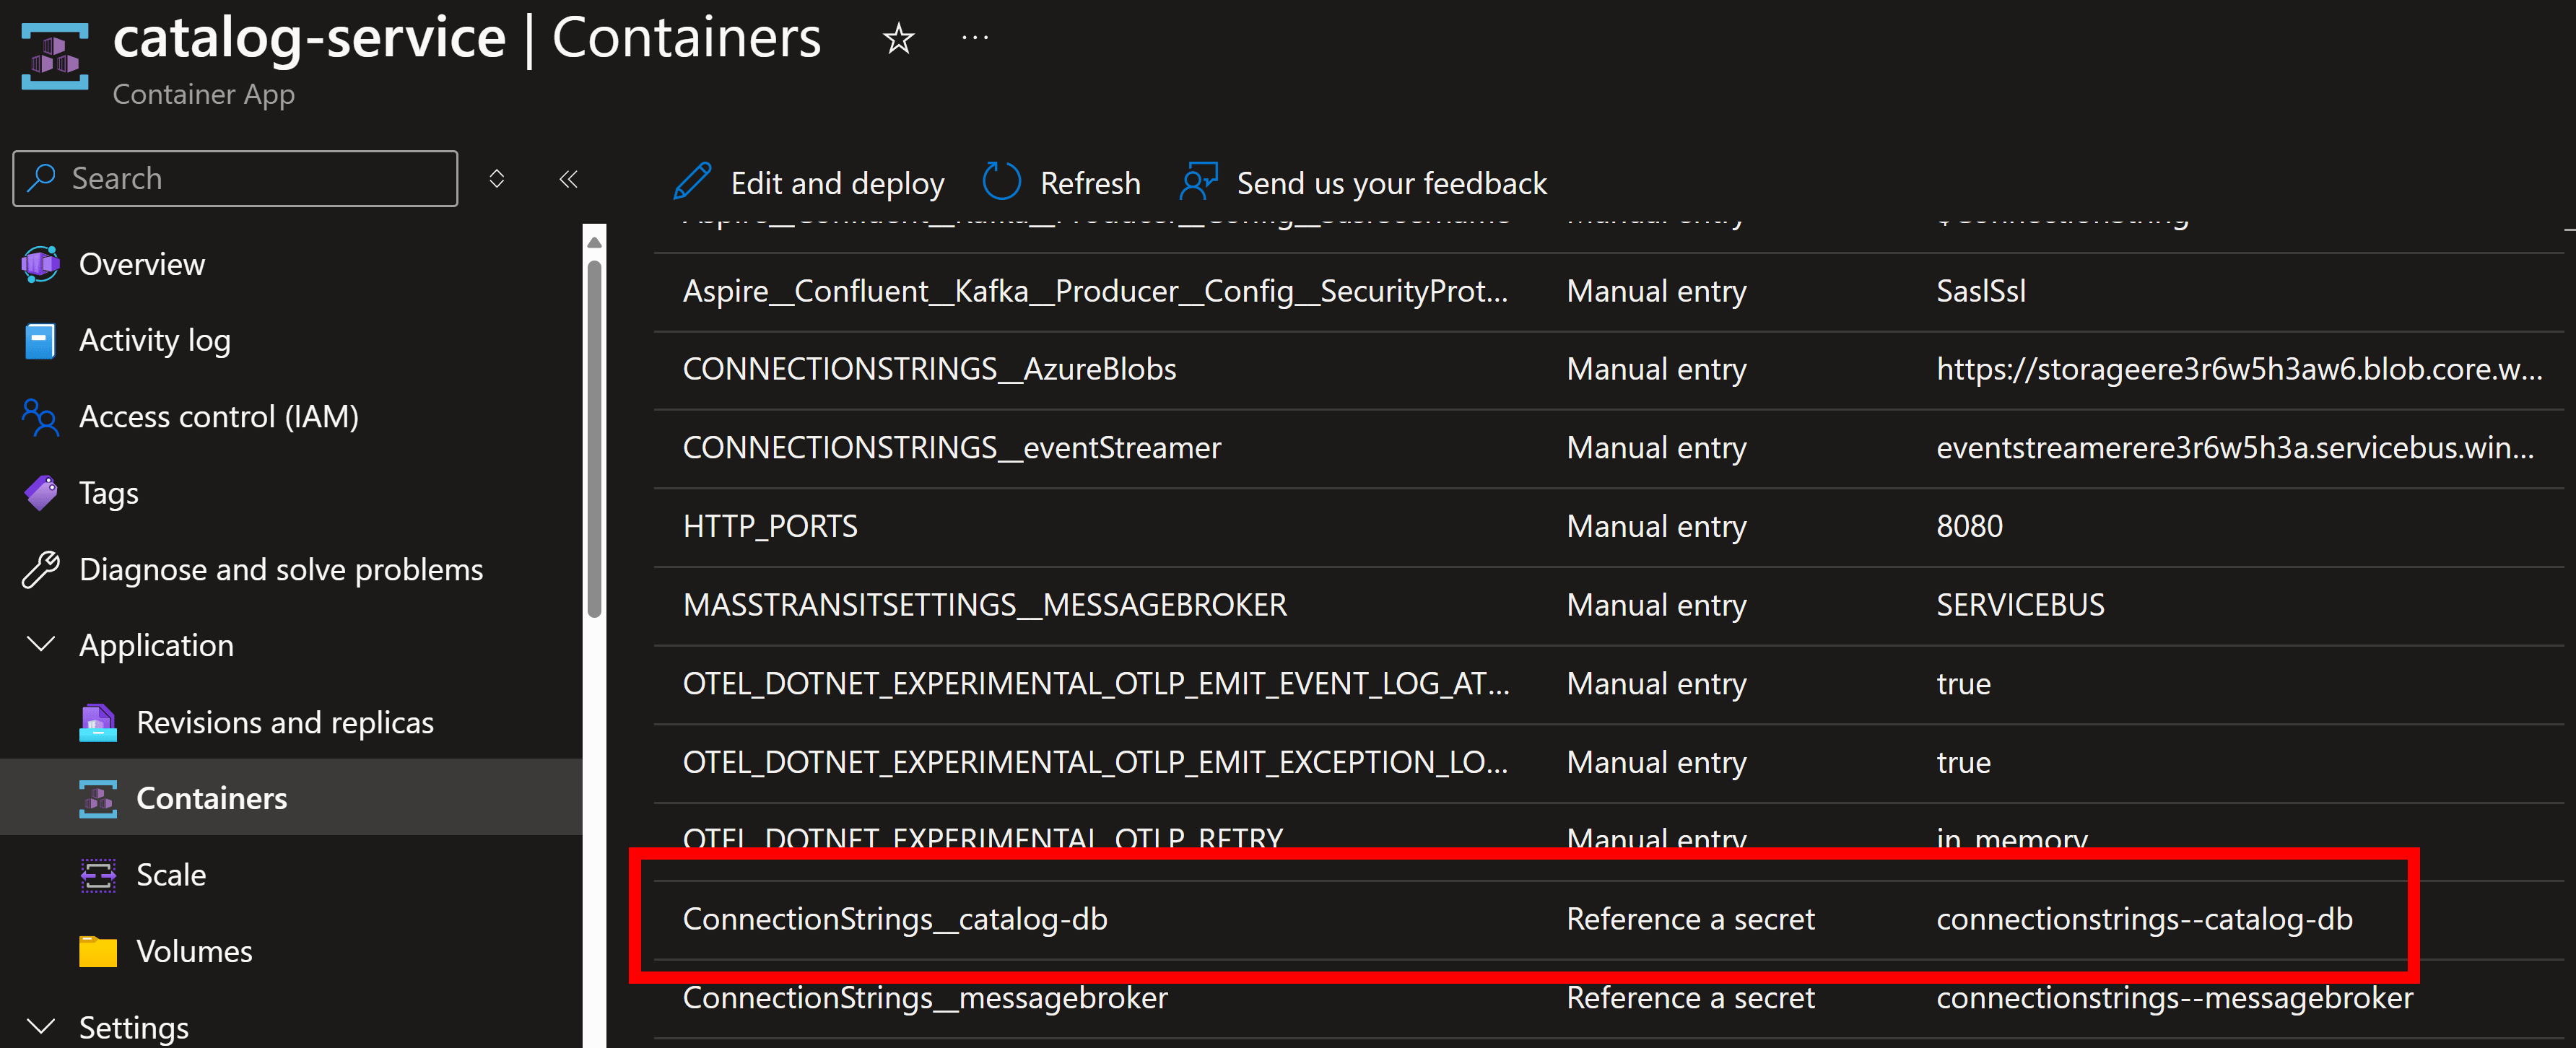 catalog-service | Containers
Container App
Search
Edit and deploy
Refresh
Send us your feedback
Overview
Activity log
Access control (IAM)
Tags
Diagnose and solve problems
Application
Revisions and replicas
Containers
Scale
Volumes
Settings
Aspire__Confluent__Kafka__Producer__Config__SaslUsername Manual entry $ConnectionString
Aspire__Confluent__Kafka__Producer__Config__SecurityProt... Manual entry SaslSsl
CONNECTIONSTRINGS__AzureBlobs Manual entry https://storageere3r6w5h3aw6.blob.core.w...
CONNECTIONSTRINGS__eventStreamer Manual entry eventstreamerere3r6w5h3a.servicebus.win...
HTTP_PORTS Manual entry 8080
MASSTRANSITSETTINGS__MESSAGEBROKER Manual entry SERVICEBUS
OTEL_DOTNET_EXPERIMENTAL_OTLP_EMIT_EVENT_LOG_AT... Manual entry true
OTEL_DOTNET_EXPERIMENTAL_OTLP_EMIT_EXCEPTION_LO... Manual entry true
OTEL_DOTNET_EXPERIMENTAL_OTLP_RETRY Manual entry in_memory
ConnectionStrings__catalog-db Reference a secret connectionstrings--catalog-db
ConnectionStrings__messagebroker Reference a secret connectionstrings--messagebroker